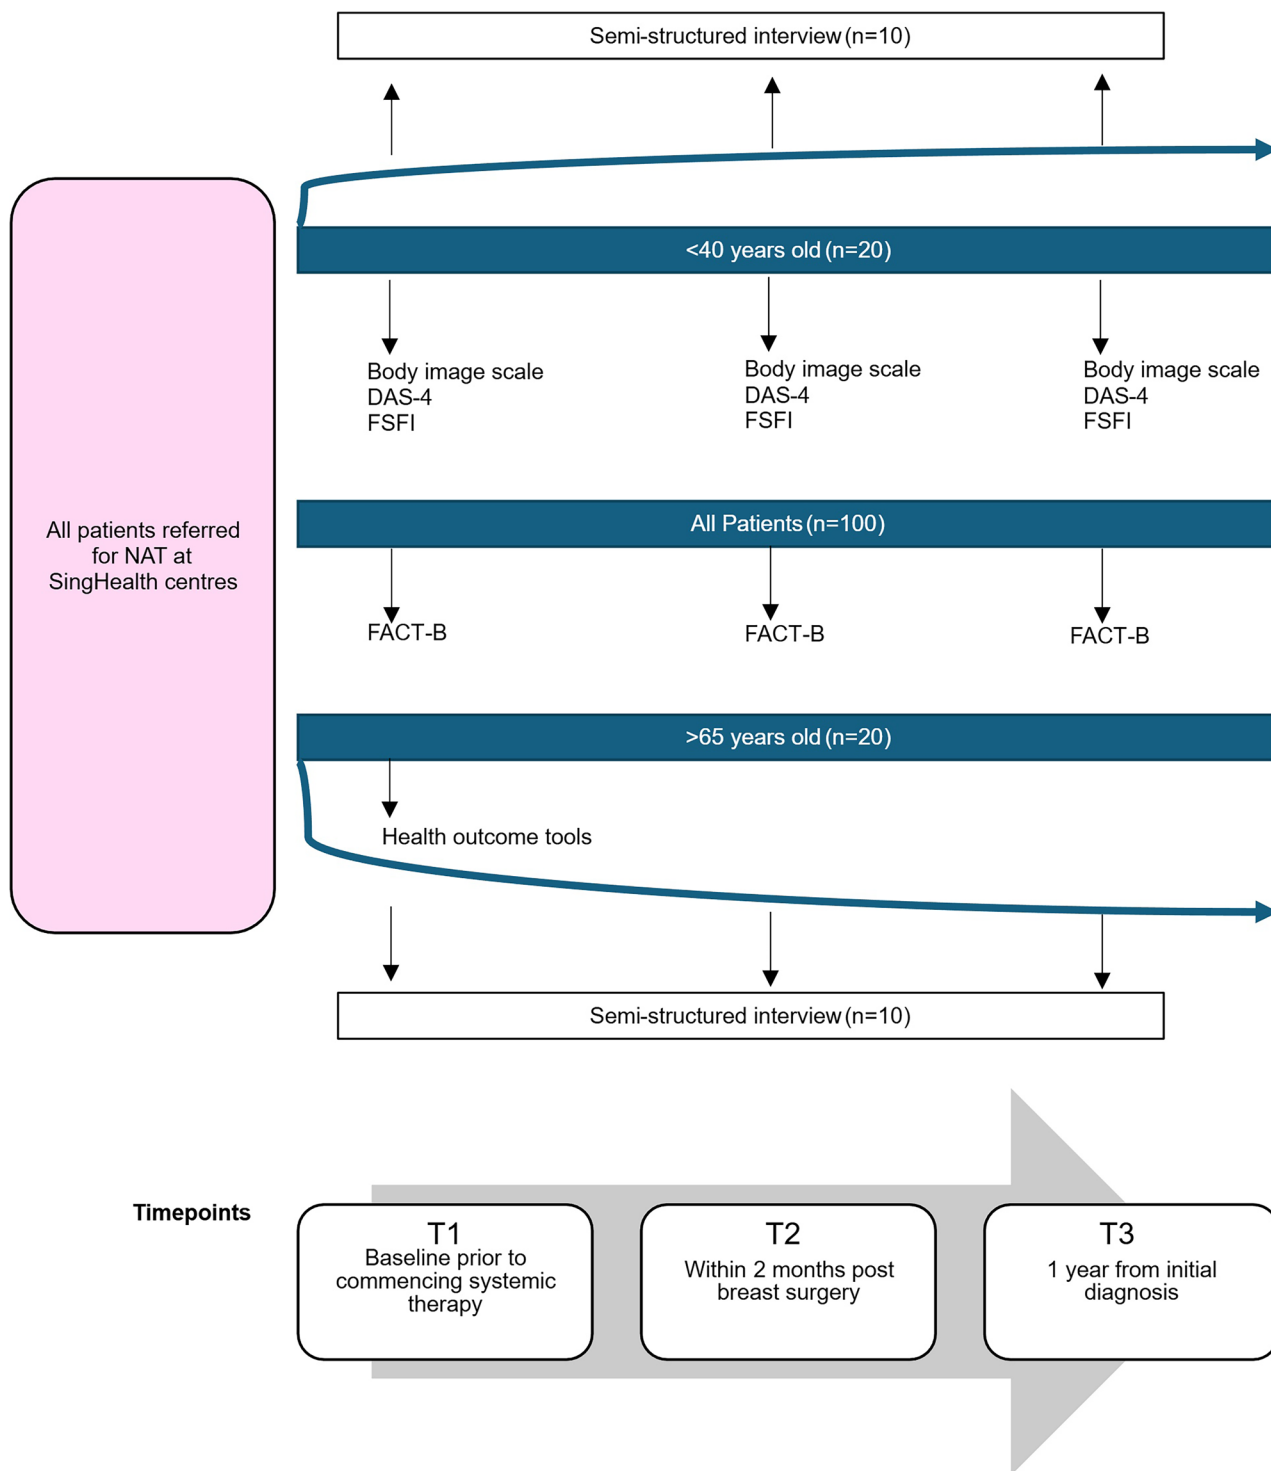 Semi-structured interview (n=10)
<40 years old (n=20)
Body image scale
DAS-4
FSFI
Body image scale
DAS-4
FSFI
Body image scale
DAS-4
FSFI
All patients referred
for NAT at
SingHealth centres
All Patients (n=100)
FACT-B
FACT-B
FACT-B
>65 years old (n=20)
Health outcome tools
Semi-structured interview (n=10)
Timepoints
T1
Baseline prior to
commencing systemic
therapy
T2
Within 2 months post
breast surgery
T3
1 year from initial
diagnosis